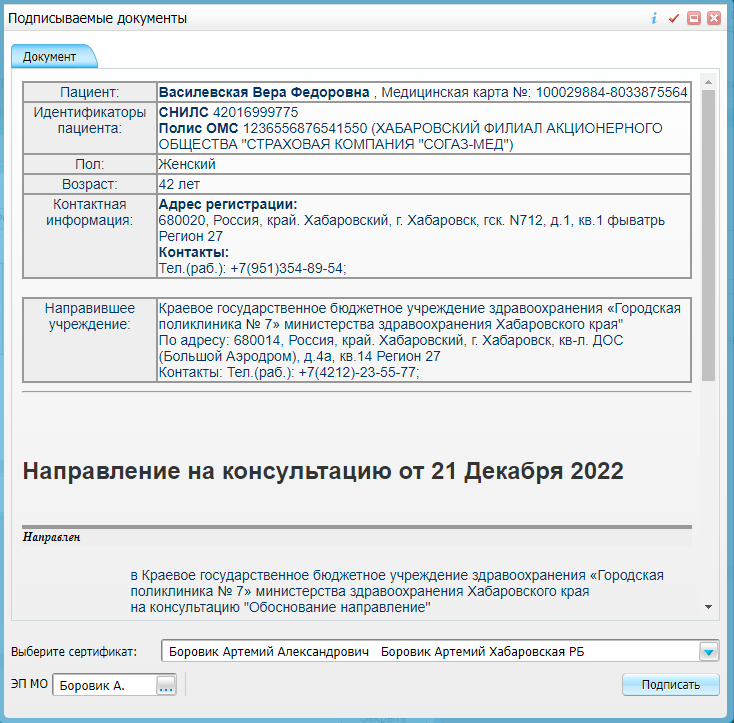 Подписываемые документы
Документ
Пациент: Василевская Вера Федоровна , Медицинская карта №: 100029884-8033875564
Идентификаторы пациента:
СНИЛС 42016999775
Полис ОМС 1236556876541550 (ХАБАРОВСКИЙ ФИЛИАЛ АКЦИОНЕРНОГО
ОБЩЕСТВА "СТРАХОВАЯ КОМПАНИЯ "СОГАЗ-МЕД")
Пол: Женский
Возраст: 42 лет
Контактная информация:
Адрес регистрации:
680020, Россия, край. Хабаровский, г. Хабаровск, гск. N712, д.1, кв.1 фыватрь
Регион 27
Контакты:
Тел.(раб.): +7(951)354-89-54;
Направившее учреждение:
Краевое государственное бюджетное учреждение здравоохранения «Городская
поликлиника № 7» министерства здравоохранения Хабаровского края"
По адресу: 680014, Россия, край. Хабаровский, г. Хабаровск, кв-л. ДОС
(Большой Аэродром), д.4а, кв.14 Регион 27
Контакты: Тел.(раб.): +7(4212)-23-55-77;
Направление на консультацию от 21 Декабря 2022
Направлен
в Краевое государственное бюджетное учреждение здравоохранения «Городская
поликлиника № 7» министерства здравоохранения Хабаровского края
на консультацию "Обоснование направление"
Выберите сертификат: Боровик Артемий Александрович Боровик Артемий Хабаровская РБ
ЭП МО Боровик А. ... Подписать